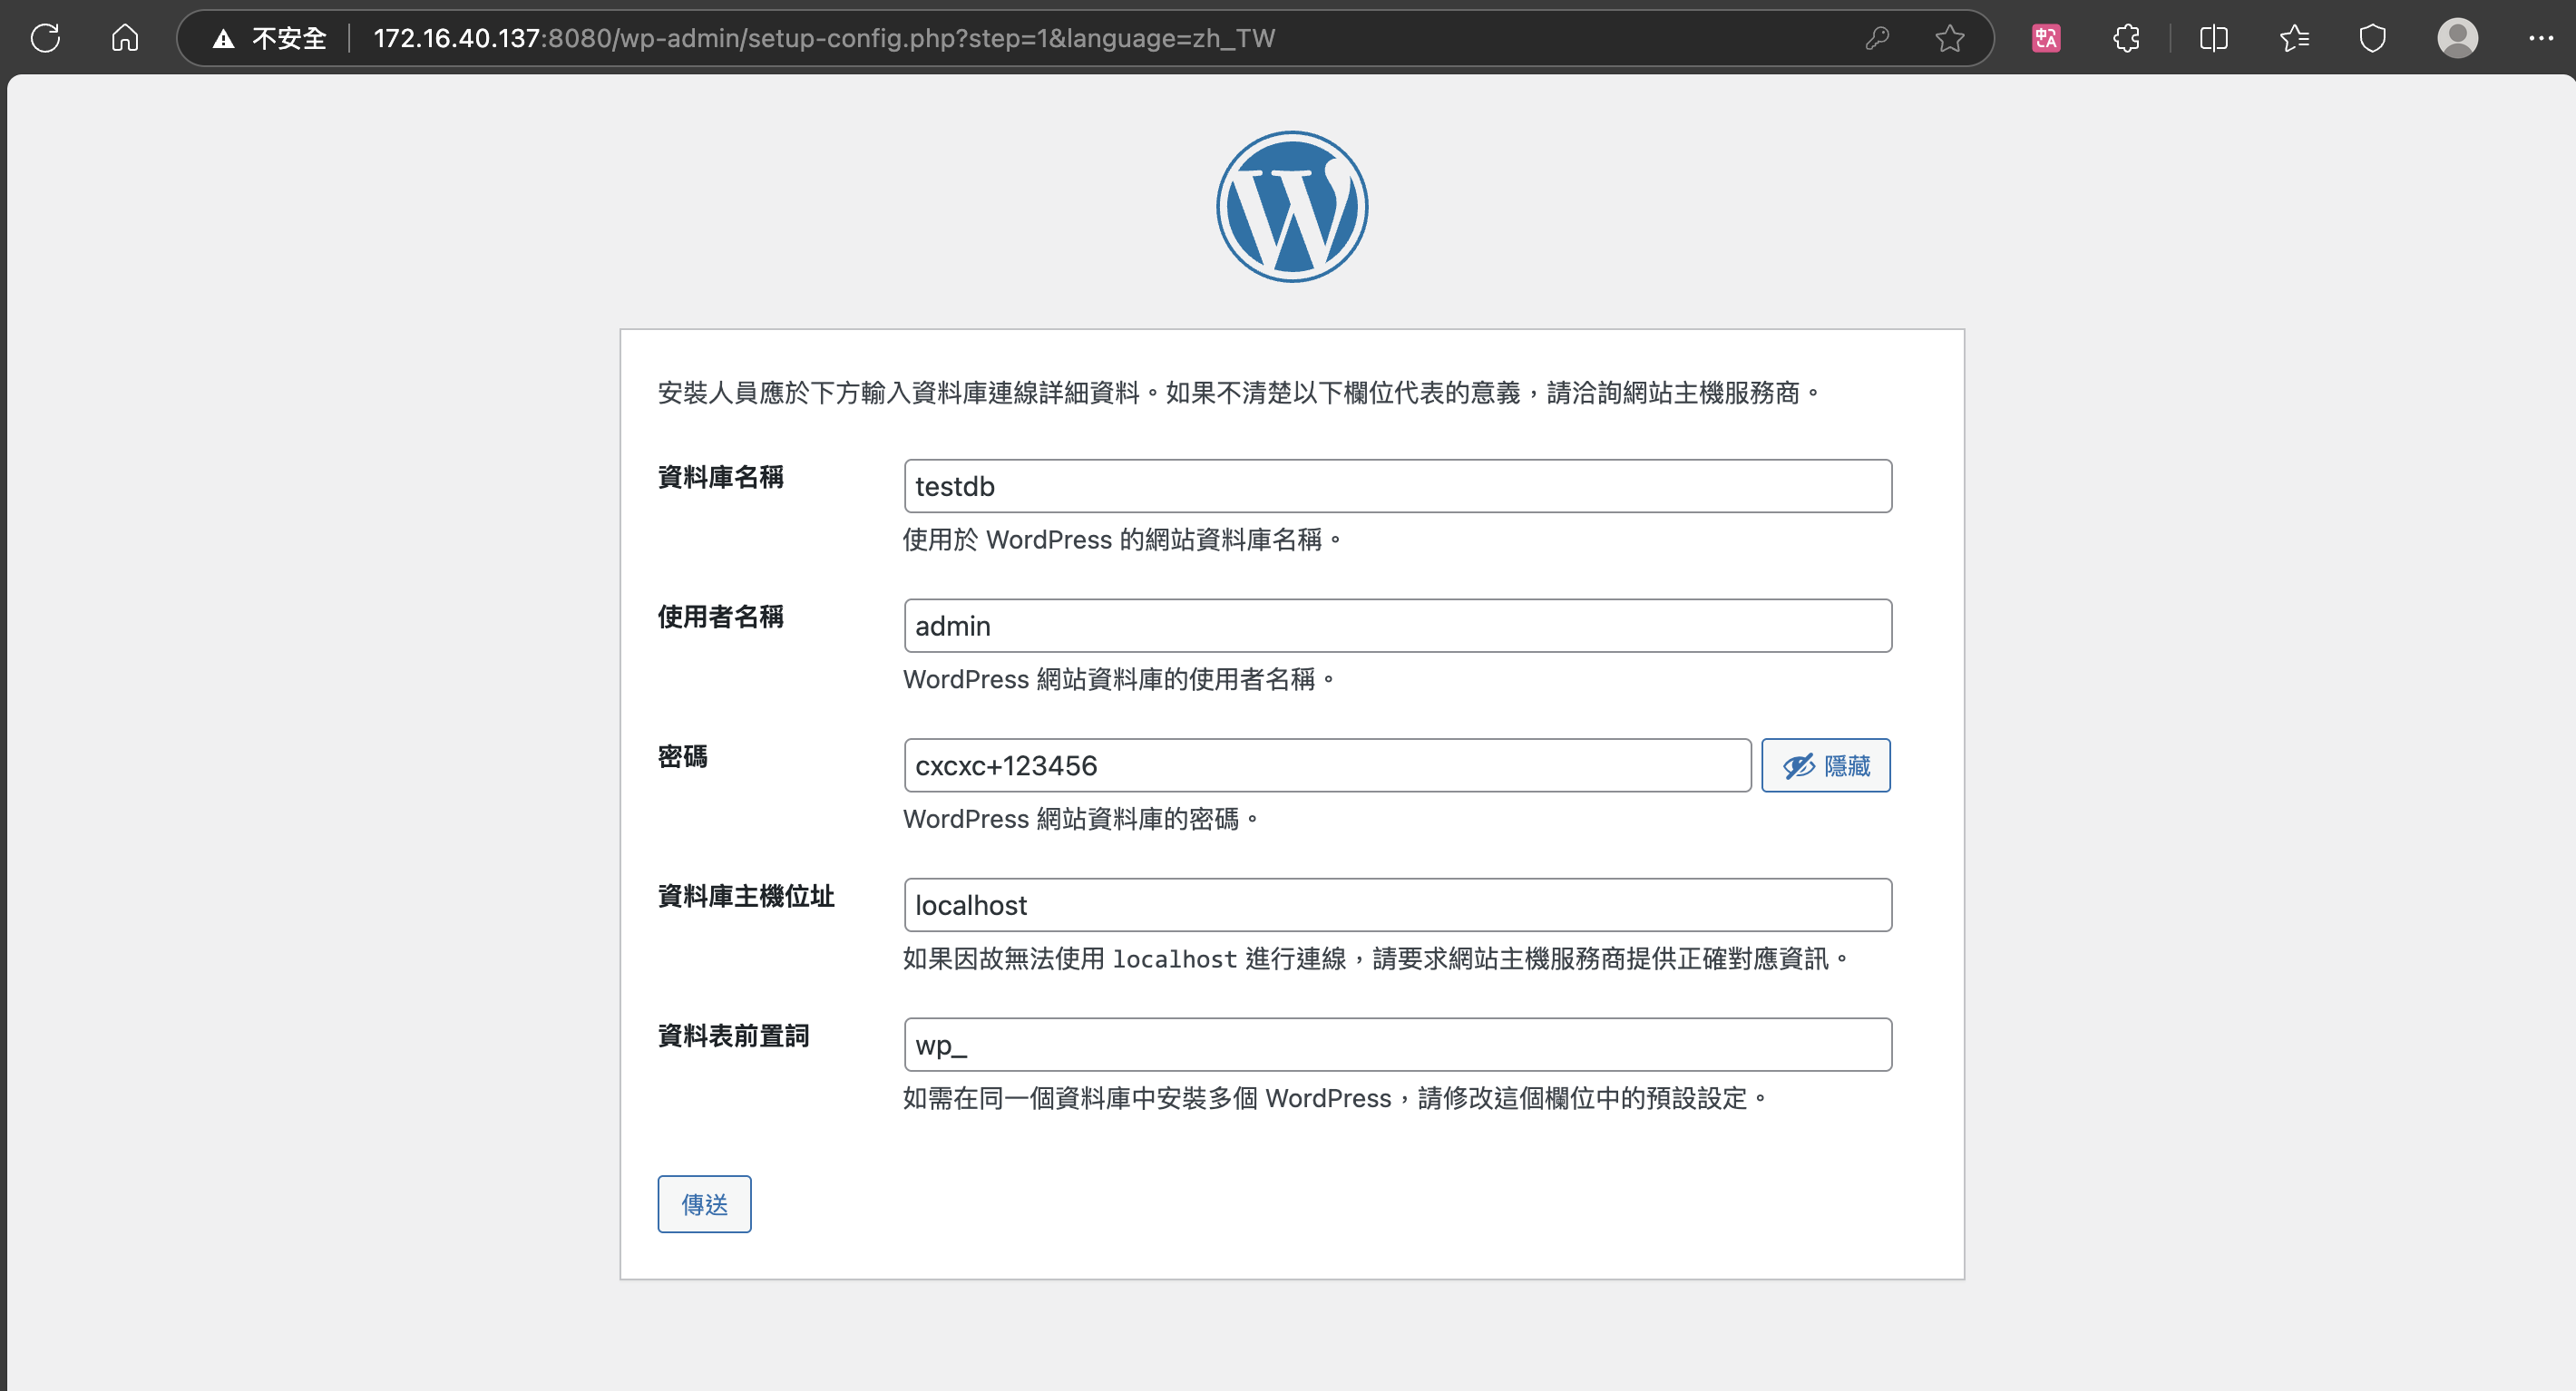 不安全 172.16.40.137:8080/wp-admin/setup-config.php?step=1&language=zh_TW
安裝人員應於下方輸入資料庫連線詳細資料。如果不清楚以下欄位代表的意義，請洽詢網站主機服務商。
資料庫名稱 testdb
使用於 WordPress 的網站資料庫名稱。
使用者名稱 admin
WordPress 網站資料庫的使用者名稱。
密碼 cxcxc+123456 隱藏
WordPress 網站資料庫的密碼。
資料庫主機位址 localhost
如果因故無法使用 localhost 進行連線，請要求網站主機服務商提供正確對應資訊。
資料表前置詞 wp_
如需在同一個資料庫中安裝多個 WordPress，請修改這個欄位中的預設設定。
傳送